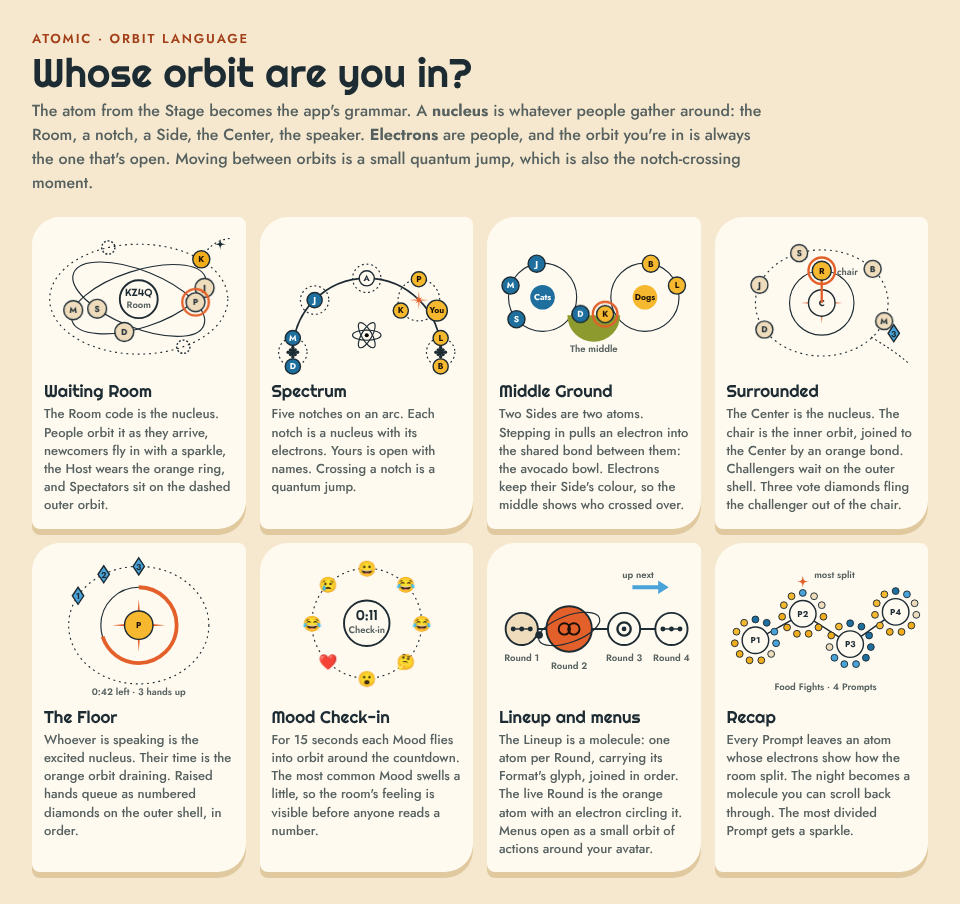 ATOMIC · ORBIT LANGUAGE
Whose orbit are you in?
The atom from the Stage becomes the app's grammar. A nucleus is whatever people gather around: the
Room, a notch, a Side, the Center, the speaker. Electrons are people, and the orbit you're in is always
the one that's open. Moving between orbits is a small quantum jump, which is also the notch-crossing
moment.
K
J
KZ4Q
Room
P
M
S
D
Waiting Room
The Room code is the nucleus.
People orbit it as they arrive,
newcomers fly in with a sparkle,
the Host wears the orange ring,
and Spectators sit on the dashed
outer orbit.
A
P
J
K
You
M
L
D
B
Spectrum
Five notches on an arc. Each
notch is a nucleus with its
electrons. Yours is open with
names. Crossing a notch is a
quantum jump.
J
B
M
L
Cats
Dogs
S
D
K
The middle
Middle Ground
Two Sides are two atoms.
Stepping in pulls an electron into
the shared bond between them:
the avocado bowl. Electrons
keep their Side's colour, so the
middle shows who crossed over.
S
R
chair
B
J
C
M
3
D
Surrounded
The Center is the nucleus. The
chair is the inner orbit, joined to
the Center by an orange bond.
Challengers wait on the outer
shell. Three vote diamonds fling
the challenger out of the chair.
1
2
3
P
0:42 left · 3 hands up
The Floor
Whoever is speaking is the
excited nucleus. Their time is the
orange orbit draining. Raised
hands queue as numbered
diamonds on the outer shell, in
order.
0:11
Check-in
Mood Check-in
For 15 seconds each Mood flies
into orbit around the countdown.
The most common Mood swells a
little, so the room's feeling is
visible before anyone reads a
number.
up next
Round 1
Round 2
Round 3
Round 4
Lineup and menus
The Lineup is a molecule: one
atom per Round, carrying its
Format's glyph, joined in order.
The live Round is the orange
atom with an electron circling it.
Menus open as a small orbit of
actions around your avatar.
most split
P1
P2
P3
P4
Food Fights · 4 Prompts
Recap
Every Prompt leaves an atom
whose electrons show how the
room split. The night becomes a
molecule you can scroll back
through. The most divided
Prompt gets a sparkle.